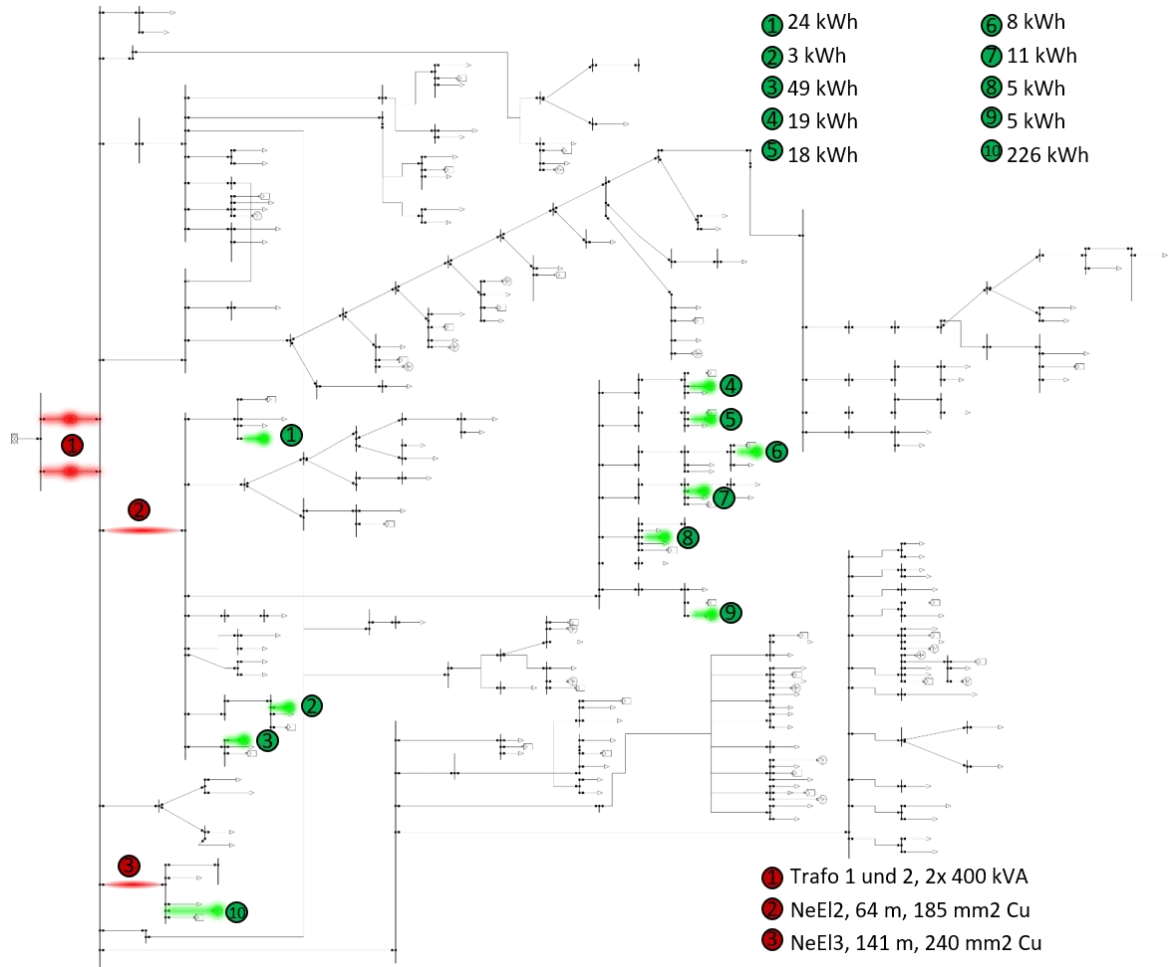 1 24 kWh
2 3 kWh
3 49 kWh
4 19 kWh
5 18 kWh
6 8 kWh
7 11 kWh
8 5 kWh
9 5 kWh
10 226 kWh
4
5
1
1
6
2
7
8
9
2
3
3
10
1 Trafo 1 und 2, 2x 400 kVA
2 NeEl2, 64 m, 185 mm2 Cu
3 NeEl3, 141 m, 240 mm2 Cu